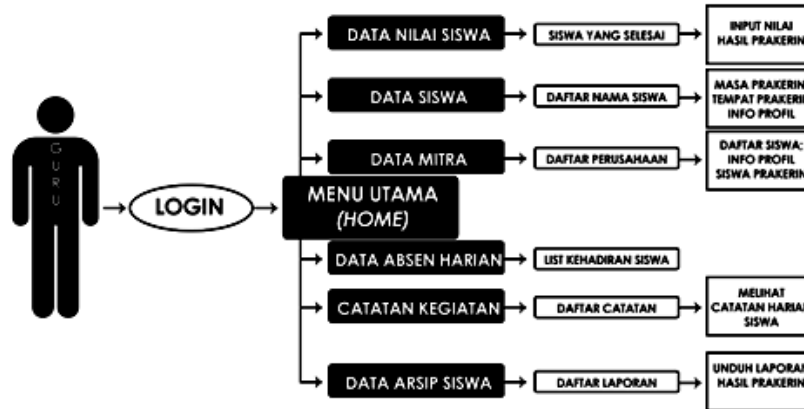 DATA NILAI SISWA
SISWA YANG SELESAI
INPUT NILAI
HASIL PRAKERIN
DATA SISWA
DAFTAR NAMA SISWA
MASA PRAKERIN
TEMPAT PRAKERIN
INFO PROFIL
DATA MITRA
DAFTAR PERUSAHAAN
DAFTAR SISWA;
INFO PROFIL
SISWA PRAKERIN
GURU
LOGIN
MENU UTAMA
(HOME)
DATA ABSEN HARIAN
LIST KEHADIRAN SISWA
CATATAN KEGIATAN
DAFTAR CATATAN
MELIHAT
CATATAN HARIAN
SISWA
DATA ARSIP SISWA
DAFTAR LAPORAN
UNDUH LAPORAN
HASIL PRAKERIN